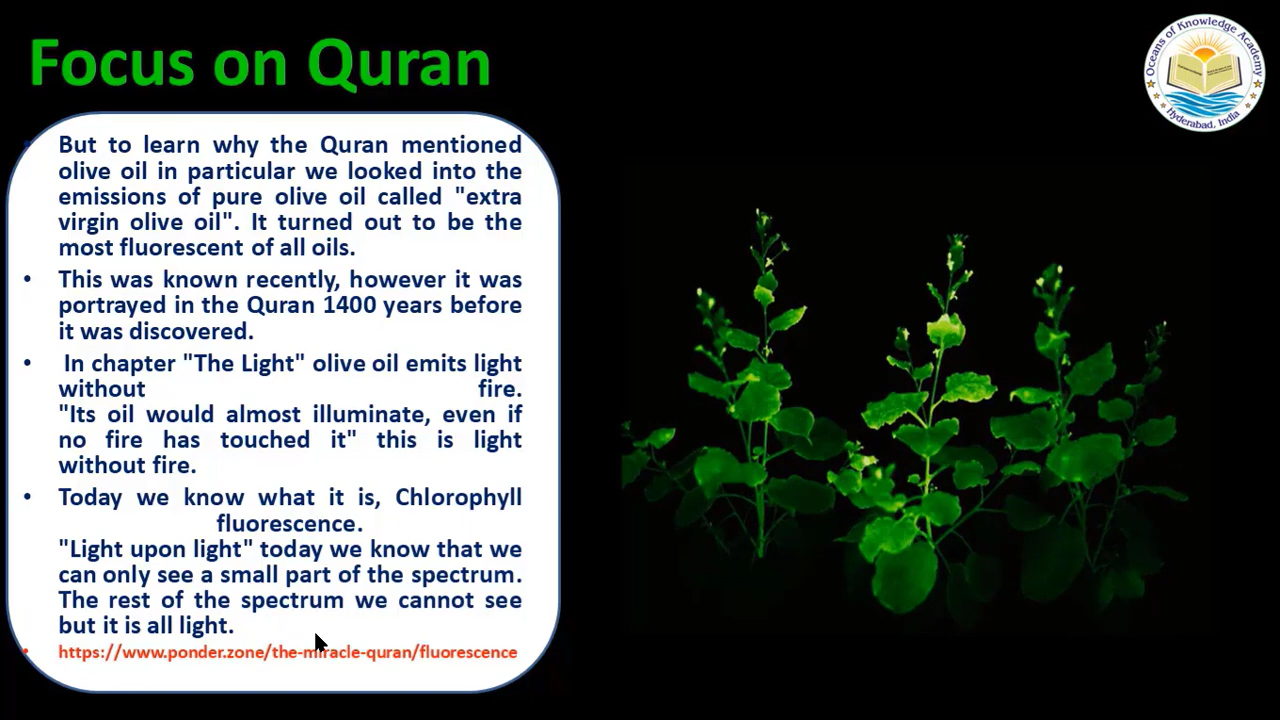 Focus on Quran
Oceans of Knowledge Academy
Hyderabad, India
• But to learn why the Quran mentioned
olive oil in particular we looked into the
emissions of pure olive oil called "extra
virgin olive oil". It turned out to be the
most fluorescent of all oils.
• This was known recently, however it was
portrayed in the Quran 1400 years before
it was discovered.
• In chapter "The Light" olive oil emits light
without fire.
"Its oil would almost illuminate, even if
no fire has touched it" this is light
without fire.
• Today we know what it is, Chlorophyll
fluorescence.
"Light upon light" today we know that we
can only see a small part of the spectrum.
The rest of the spectrum we cannot see
but it is all light.
• https://www.ponder.zone/the-miracle-quran/fluorescence